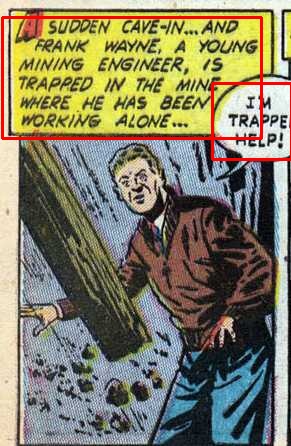 A SUDDEN CAVE-IN...AND
FRANK WAYNE, A YOUNG
MINING ENGINEER, IS
TRAPPED IN THE MINE
WHERE HE HAS BEEN
WORKING ALONE...
I'M
TRAPPE
HELP!